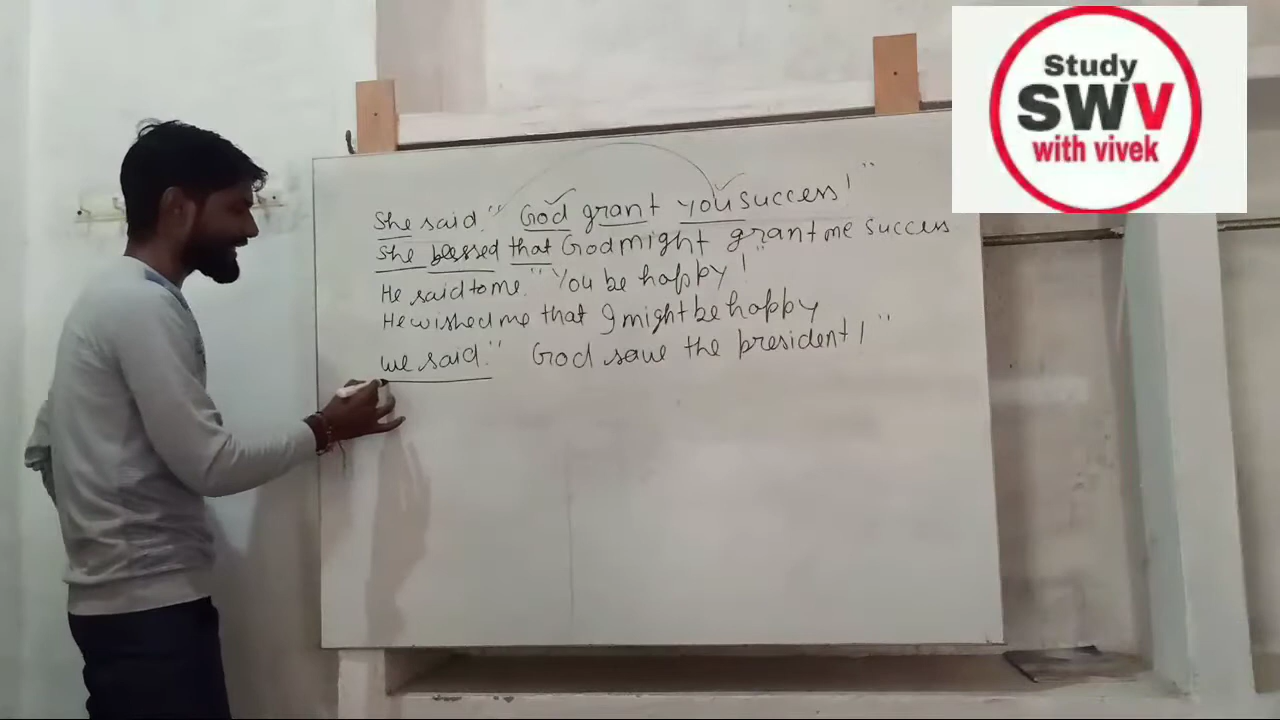 She said." God grant you success!"
She blessed that God might grant me success
He said to me." You be happy!"
He wished me that I might be happy
we said." God save the president!"
Study
SWV
with vivek